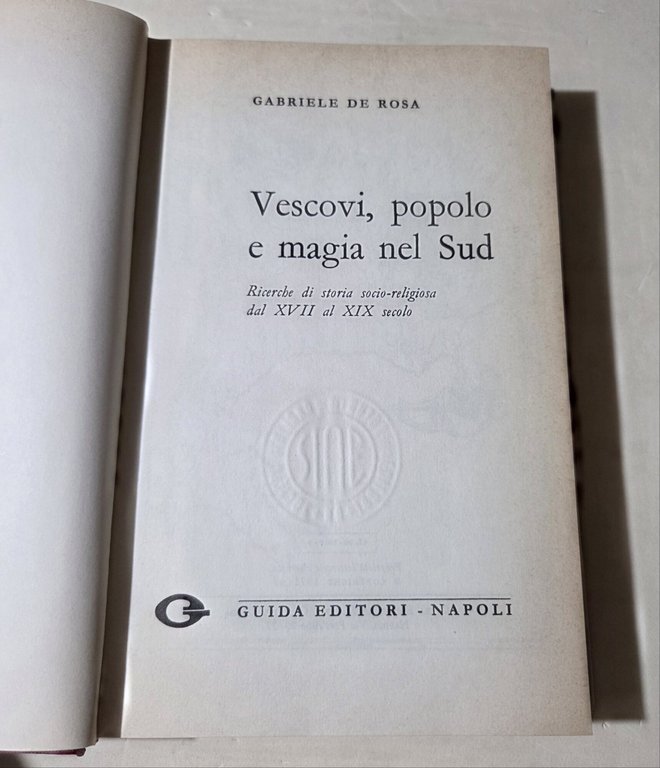 GABRIELE DE ROSA
Vescovi, popolo
e magia nel Sud
Ricerche di storia socio-religiosa
dal XVII al XIX secolo
SIAE
GUIDA EDITORI - NAPOLI